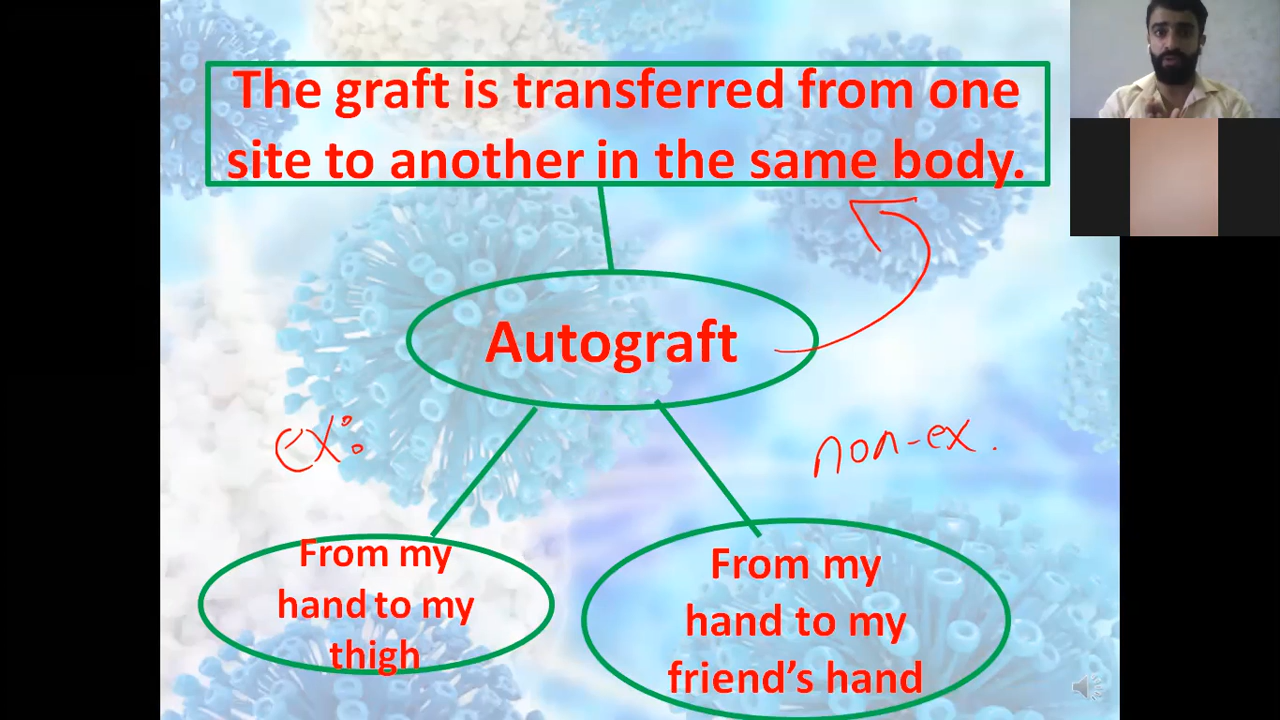 The graft is transferred from one
site to another in the same body.
Autograft
ex:
non-ex.
From my
hand to my
thigh
From my
hand to my
friend's hand